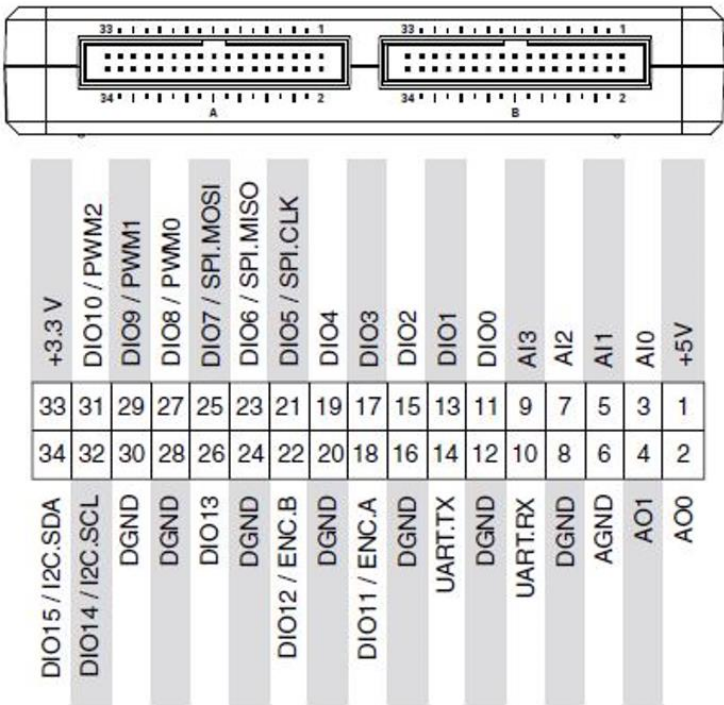 33 1 33 1
34 2 34 2
A B
+3.3 V
DIO10 / PWM2
DIO9 / PWM1
DIO8 / PWM0
DIO7 / SPI.MOSI
DIO6 / SPI.MISO
DIO5 / SPI.CLK
DIO4
DIO3
DIO2
DIO1
DIO0
AI3
AI2
AI1
AI0
+5V
33 31 29 27 25 23 21 19 17 15 13 11 9 7 5 3 1
34 32 30 28 26 24 22 20 18 16 14 12 10 8 6 4 2
DIO15 / I2C.SDA
DIO14 / I2C.SCL
DGND
DGND
DIO13
DGND
DIO12 / ENC.B
DGND
DIO11 / ENC.A
DGND
UART.TX
DGND
UART.RX
DGND
AGND
AO1
AO0